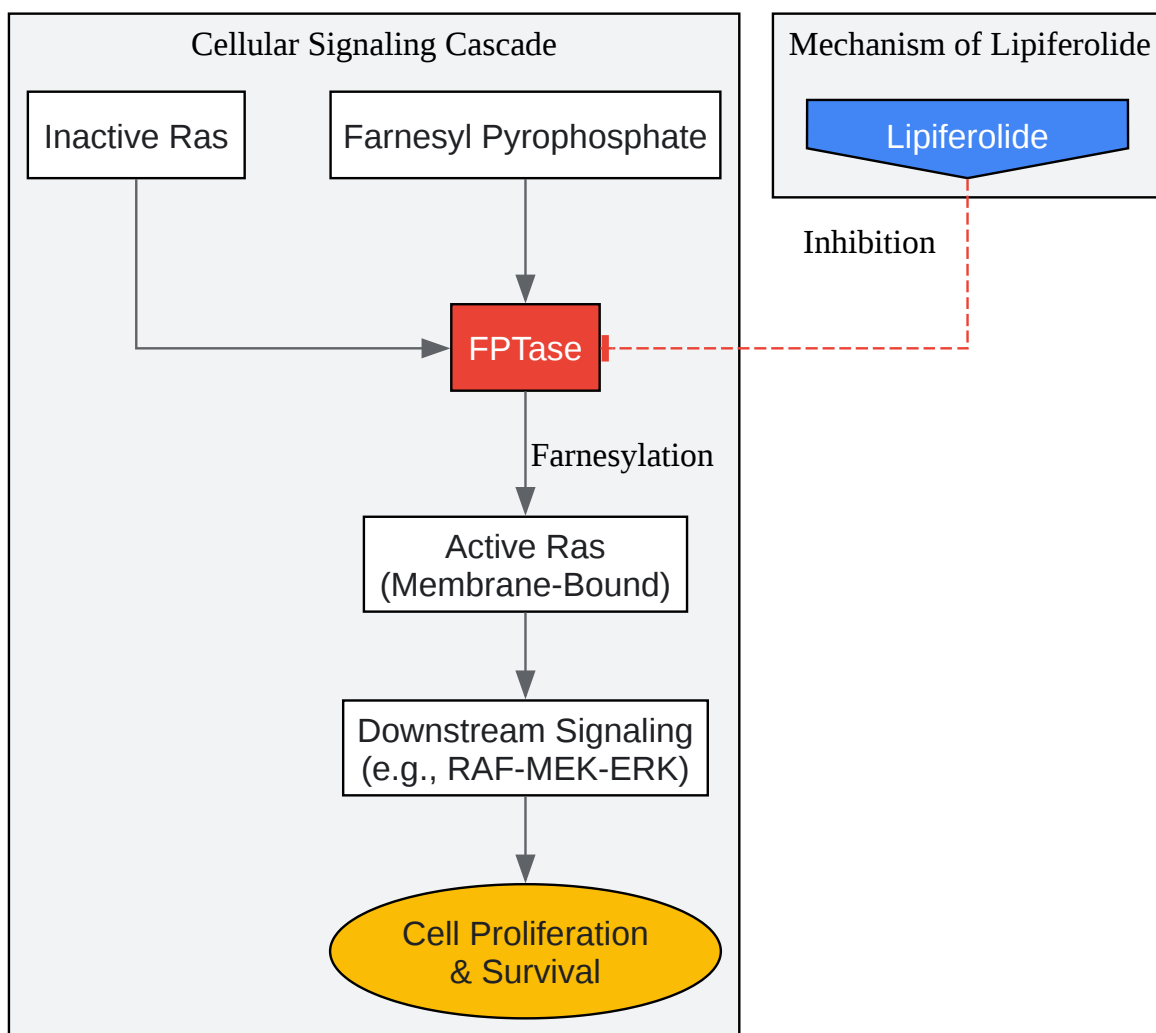 Cellular Signaling Cascade
Mechanism of Lipiferolide
Inactive Ras
Farnesyl Pyrophosphate
Lipiferolide
Inhibition
FPTase
Farnesylation
Active Ras
(Membrane-Bound)
Downstream Signaling
(e.g., RAF-MEK-ERK)
Cell Proliferation
& Survival